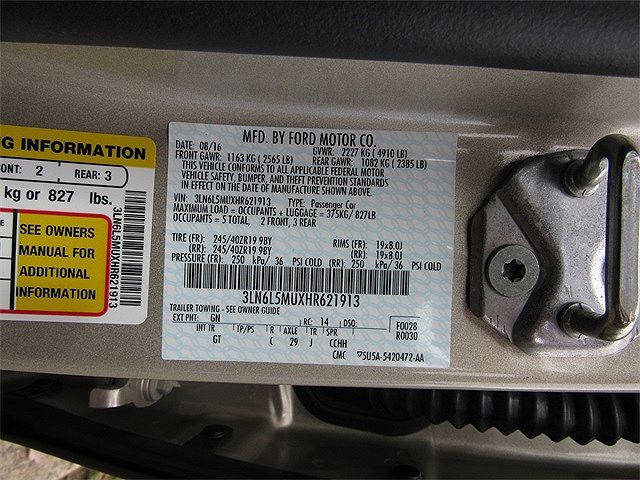 G INFORMATION
ONT: 2 REAR: 3
kg or 827 lbs.
SEE OWNERS
MANUAL FOR
ADDITIONAL
INFORMATION
3LN6L5MUXHR621913
MFD. BY FORD MOTOR CO.
DATE: 08/16 GVWR: 2227 KG ( 4910 LB)
FRONT GAWR: 1163 KG ( 2565 LB) REAR GAWR: 1082 KG ( 2385 LB)
THIS VEHICLE CONFORMS TO ALL APPLICABLE FEDERAL MOTOR
VEHICLE SAFETY, BUMPER, AND THEFT PREVENTION STANDARDS
IN EFFECT ON THE DATE OF MANUFACTURE SHOWN ABOVE.
VIN: 3LN6L5MUXHR621913 TYPE: Passenger Car
MAXIMUM LOAD = OCCUPANTS + LUGGAGE = 375KG/ 827LB
OCCUPANTS = 5 TOTAL; 2 FRONT, 3 REAR
TIRE (FR): 245/40ZR19 98Y RIMS (FR): 19x8.0J
(RR): 245/40ZR19 98Y (RR): 19x8.0J
PRESSURE (FR): 250 kPa/ 36 PSI COLD (RR): 250 kPa/ 36 PSI COLD
3LN6L5MUXHR621913
TRAILER TOWING - SEE OWNER GUIDE
EXT PNT: GN RC: 14 DSO: F0028
INT TR TP/PS R AXLE TR SPR R0030
GT C 29 J CCHH
CMC ▽5U5A-5420472-AA